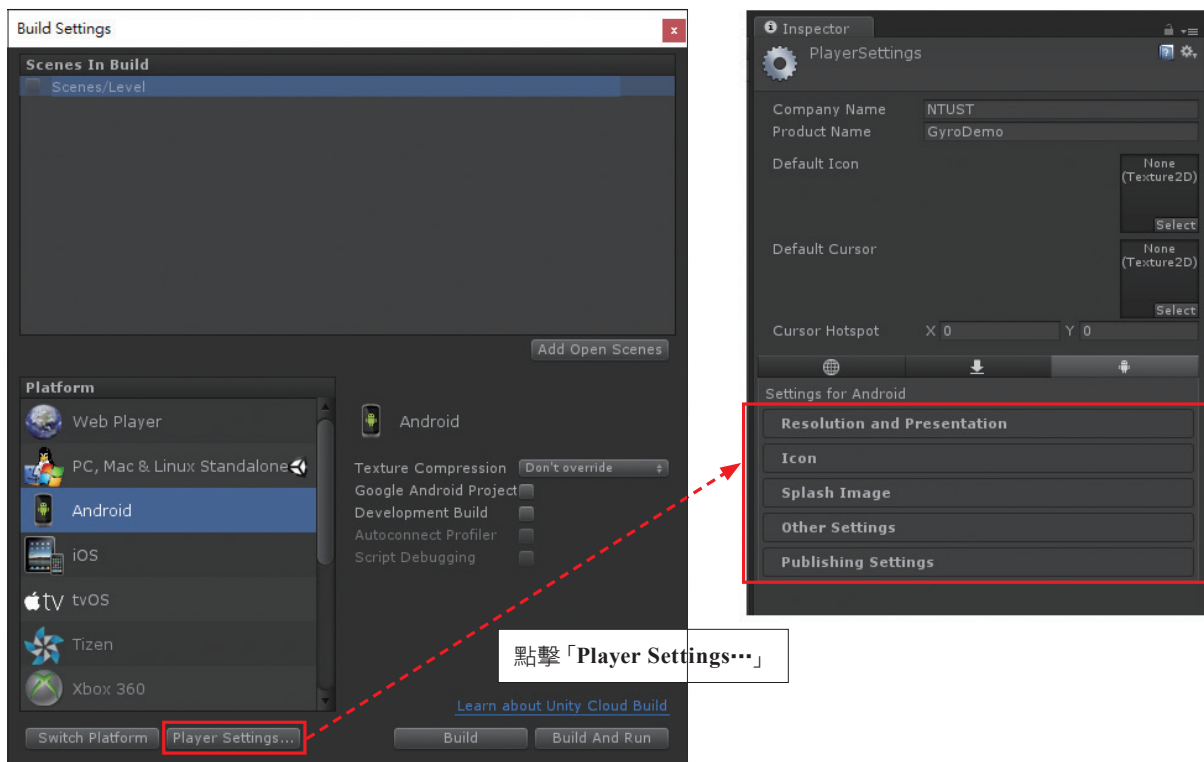 Build Settings
x
Scenes In Build
Scenes/Level
Add Open Scenes
Platform
Web Player
PC, Mac & Linux Standalone
Android
iOS
tv tvOS
Tizen
Xbox 360
Android
Texture Compression Don't override
Google Android Project
Development Build
Autoconnect Profiler
Script Debugging
Learn about Unity Cloud Build
Switch Platform Player Settings... Build Build And Run
點擊「Player Settings…」
Inspector
PlayerSettings
Company Name NTUST
Product Name GyroDemo
Default Icon
None
(Texture2D)
Select
Default Cursor
None
(Texture2D)
Select
Cursor Hotspot X 0 Y 0
Settings for Android
Resolution and Presentation
Icon
Splash Image
Other Settings
Publishing Settings